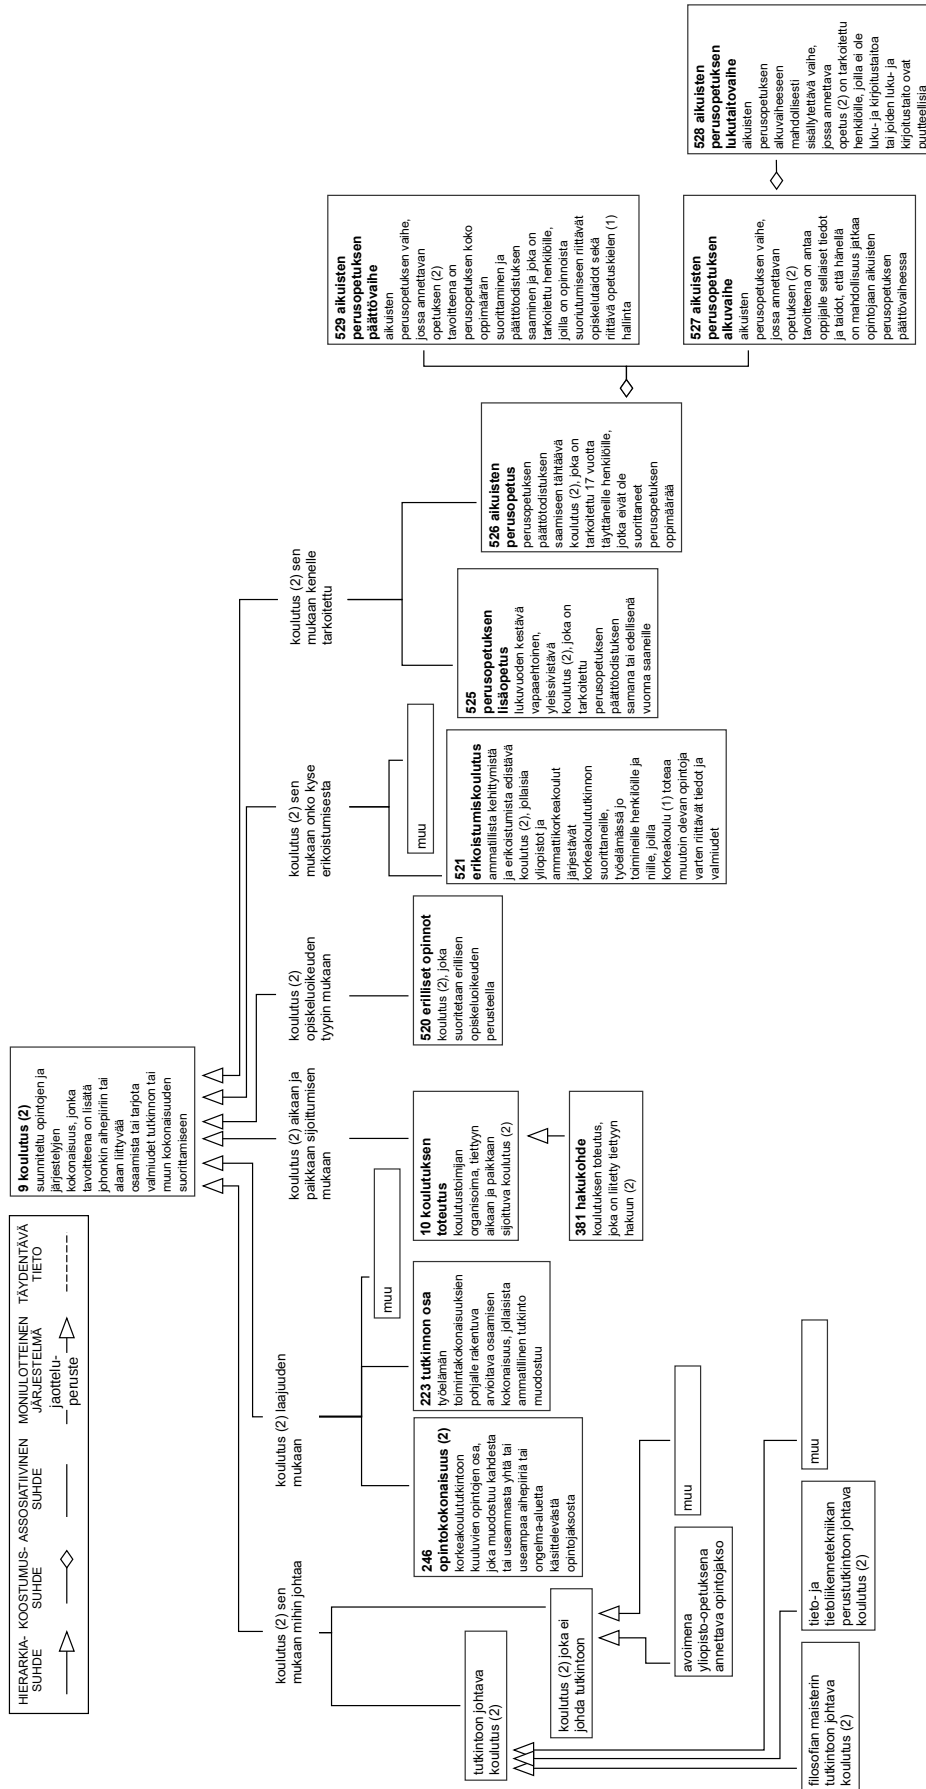 HIERARKIA-
SUHDE
KOOSTUMUS-
SUHDE
ASSOSIATIIVINEN
SUHDE
MONIULOTTEINEN
JÄRJESTELMÄ
jaottelu-
peruste
TÄYDENTÄVÄ
TIETO
9 koulutus (2)
suunniteltu opintojen ja
järjestelyjen
kokonaisuus, jonka
tavoitteena on lisätä
johonkin aihepiiriin tai
alaan liittyvää
osaamista tai tarjota
valmiudet tutkinnon tai
muun kokonaisuuden
suorittamiseen
koulutus (2) sen
mukaan mihin johtaa
koulutus (2) laajuuden
mukaan
koulutus (2) aikaan ja
paikkaan sijoittumisen
mukaan
koulutus (2)
opiskeluoikeuden
tyypin mukaan
koulutus (2) sen
mukaan onko kyse
erikoistumisesta
koulutus (2) sen
mukaan kenelle
tarkoitettu
tutkintoon johtava
koulutus (2)
koulutus (2) joka ei
johda tutkintoon
filosofian maisterin
tutkintoon johtava
koulutus (2)
tieto- ja
tietoliikennetekniikan
perustutkintoon johtava
koulutus (2)
muu
avoimena
yliopisto-opetuksena
annettava opintojakso
muu
246
opintokokonaisuus (2)
korkeakoulututkintoon
kuuluvien opintojen osa,
joka muodostuu kahdesta
tai useammasta yhtä tai
useampaa aihepiiriä tai
ongelma-aluetta
käsittelevästä
opintojaksosta
223 tutkinnon osa
työelämän
toimintakokonaisuuksien
pohjalle rakentuva
arvioitava osaamisen
kokonaisuus, jollaisista
ammatillinen tutkinto
muodostuu
muu
10 koulutuksen
toteutus
koulutustoimijan
organisoima, tiettyyn
aikaan ja paikkaan
sijoittuva koulutus (2)
381 hakukohde
koulutuksen toteutus,
joka on liitetty tiettyyn
hakuun (2)
520 erilliset opinnot
koulutus (2), joka
suoritetaan erillisen
opiskeluoikeuden
perusteella
521
erikoistumiskoulutus
ammatillista kehittymistä
ja erikoistumista edistävä
koulutus (2), jollaisia
yliopistot ja
ammattikorkeakoulut
järjestävät
korkeakoulututkinnon
suorittaneille,
työelämässä jo
toimineille henkilöille ja
niille, joilla
korkeakoulu (1) toteaa
muutoin olevan opintoja
varten riittävät tiedot ja
valmiudet
muu
525
perusopetuksen
lisäopetus
lukuvuoden kestävä
vapaaehtoinen,
yleissivistävä
koulutus (2), joka on
tarkoitettu
perusopetuksen
päättötodistuksen
samana tai edellisenä
vuonna saaneille
526 aikuisten
perusopetus
perusopetuksen
päättötodistuksen
saamiseen tähtäävä
koulutus (2), joka on
tarkoitettu 17 vuotta
täyttäneille henkilöille,
jotka eivät ole
suorittaneet
perusopetuksen
oppimäärää
529 aikuisten
perusopetuksen
päättövaihe
aikuisten
perusopetuksen vaihe,
jossa annettavan
opetuksen (2)
tavoitteena on
perusopetuksen koko
oppimäärän
suorittaminen ja
päättötodistuksen
saaminen ja joka on
tarkoitettu henkilöille,
joilla on opinnoista
suoriutumiseen riittävät
opiskelutaidot sekä
riittävä opetuskielen (1)
hallinta
527 aikuisten
perusopetuksen
alkuvaihe
aikuisten
perusopetuksen vaihe,
jossa annettavan
opetuksen (2)
tavoitteena on antaa
oppijalle sellaiset tiedot
ja taidot, että hänellä
on mahdollisuus jatkaa
opintojaan aikuisten
perusopetuksen
päättövaiheessa
528 aikuisten
perusopetuksen
lukutaitovaihe
aikuisten
perusopetuksen
alkuvaiheeseen
mahdollisesti
sisällytettävä vaihe,
jossa annettava
opetus (2) on tarkoitettu
henkilöille, joilla ei ole
luku- ja kirjoitustaitoa
tai joiden luku- ja
kirjoitustaito ovat
puutteellisia